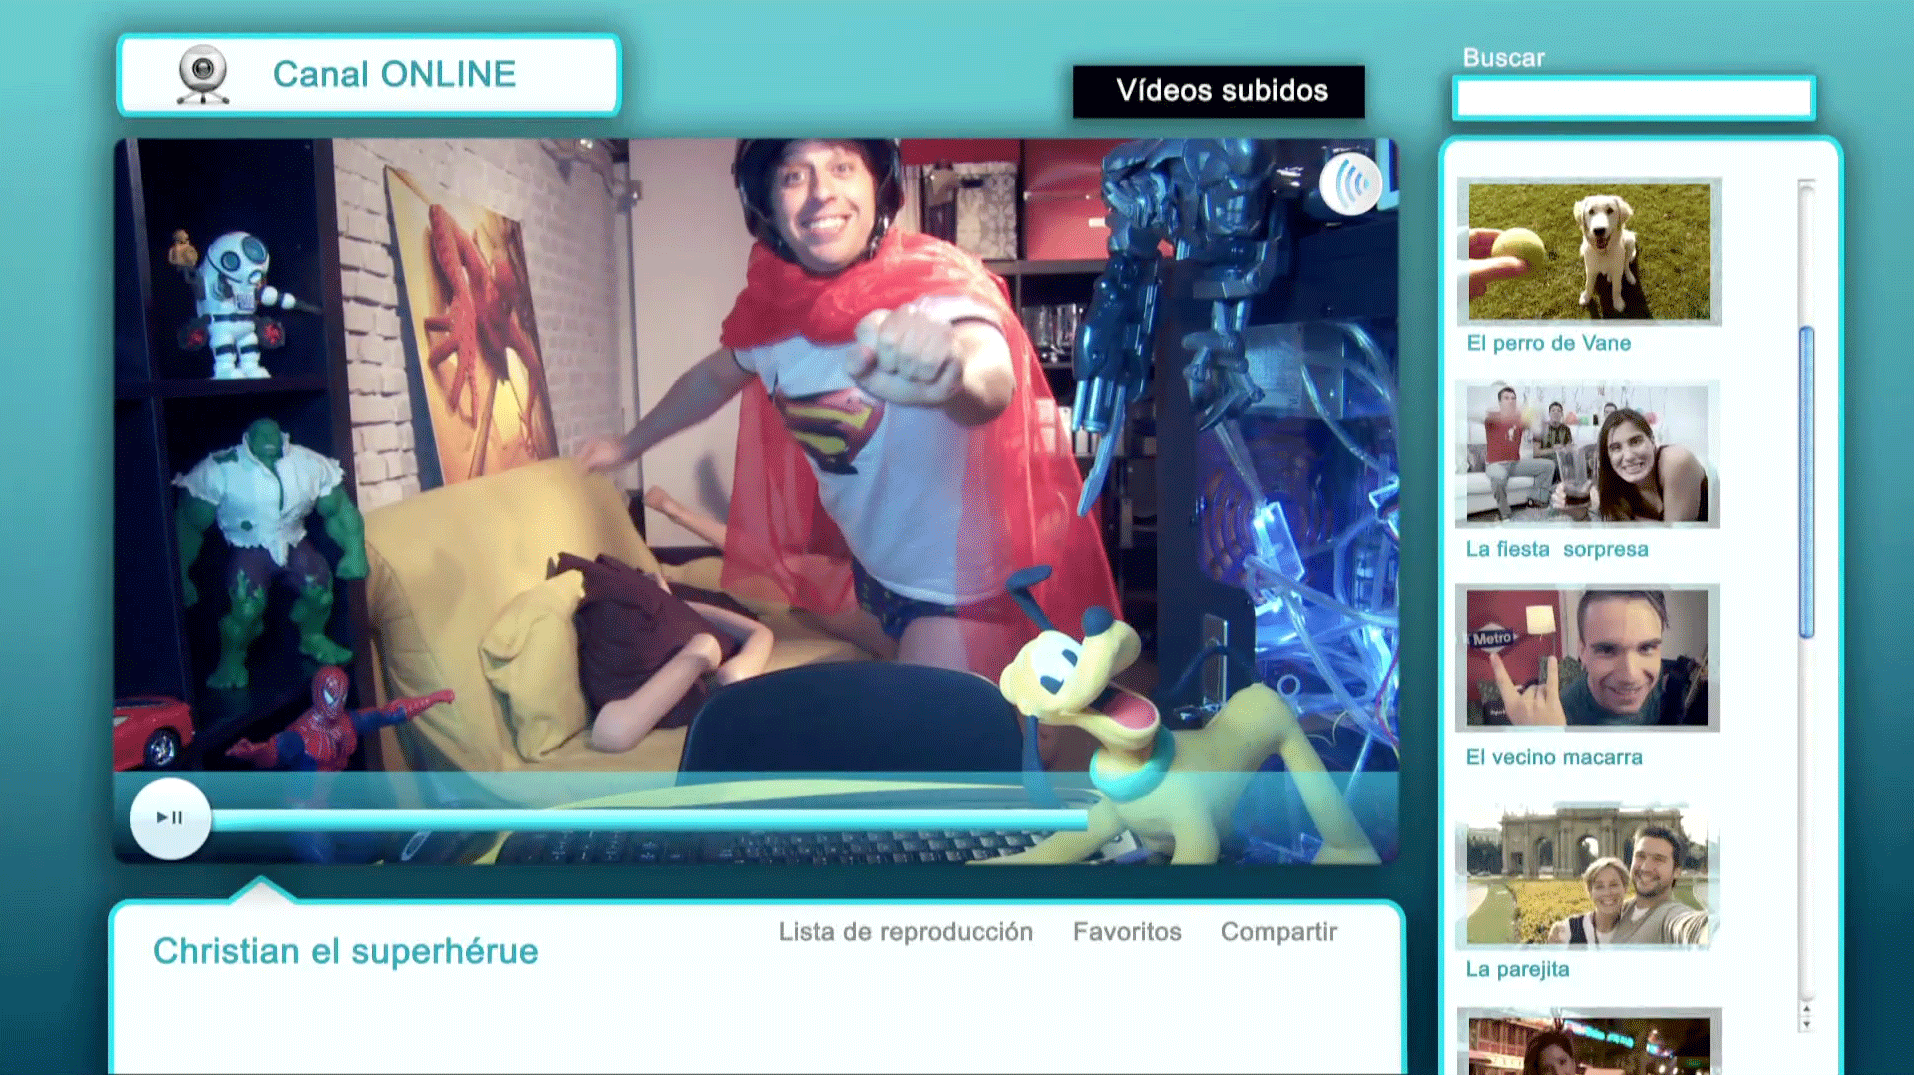 Canal ONLINE
Vídeos subidos
Buscar
El perro de Vane
La fiesta sorpresa
Metro
El vecino macarra
La parejita
Christian el superhérue
Lista de reproducción
Favoritos
Compartir